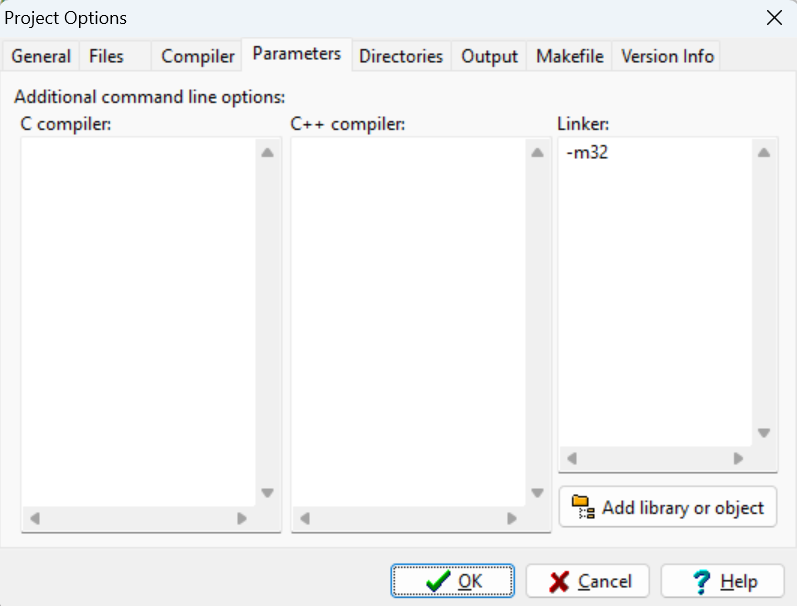 Project Options
General Files Compiler Parameters Directories Output Makefile Version Info
Additional command line options:
C compiler: C++ compiler: Linker:
-m32
Add library or object
OK Cancel Help